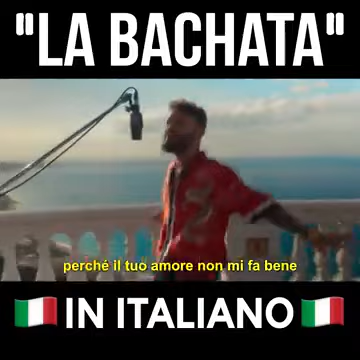 "LA BACHATA"
perché il tuo amore non mi fa bene
IN ITALIANO